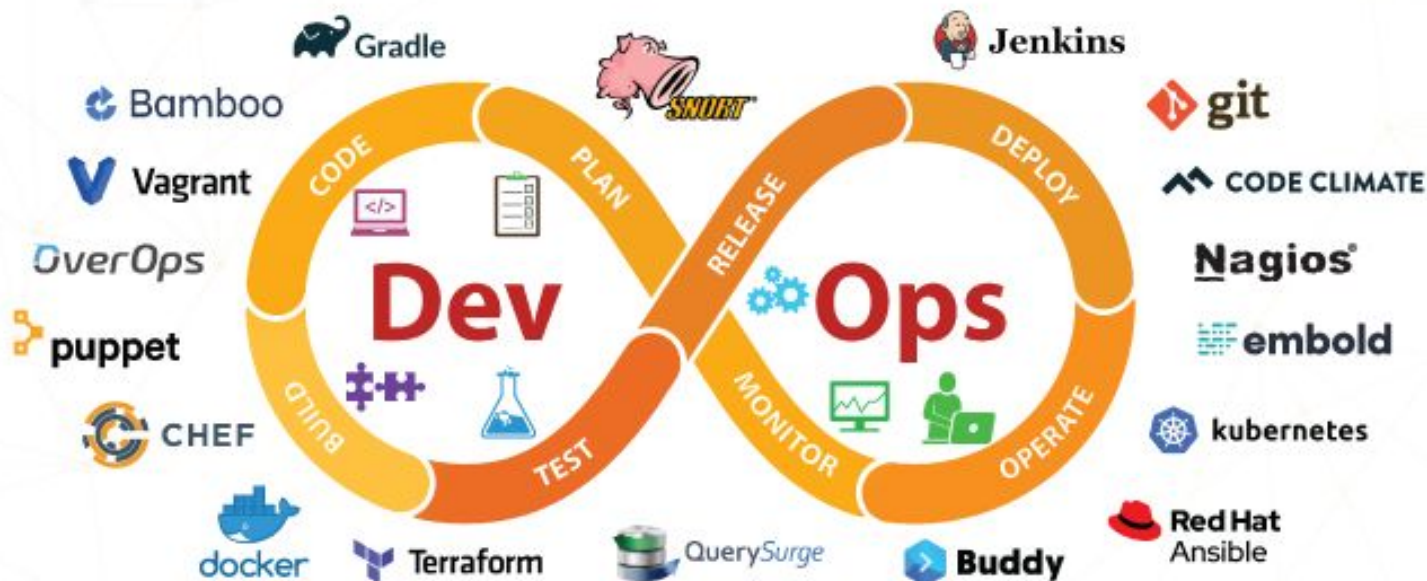 Gradle
SNORT
Jenkins
Bamboo
git
CODE
PLAN
RELEASE
DEPLOY
Vagrant
</>
CODE CLIMATE
OverOps
Nagios®
Dev
Ops
puppet
embold
CHEF
BUILD
TEST
MONITOR
OPERATE
kubernetes
docker
Terraform
QuerySurge
Buddy
Red Hat
Ansible